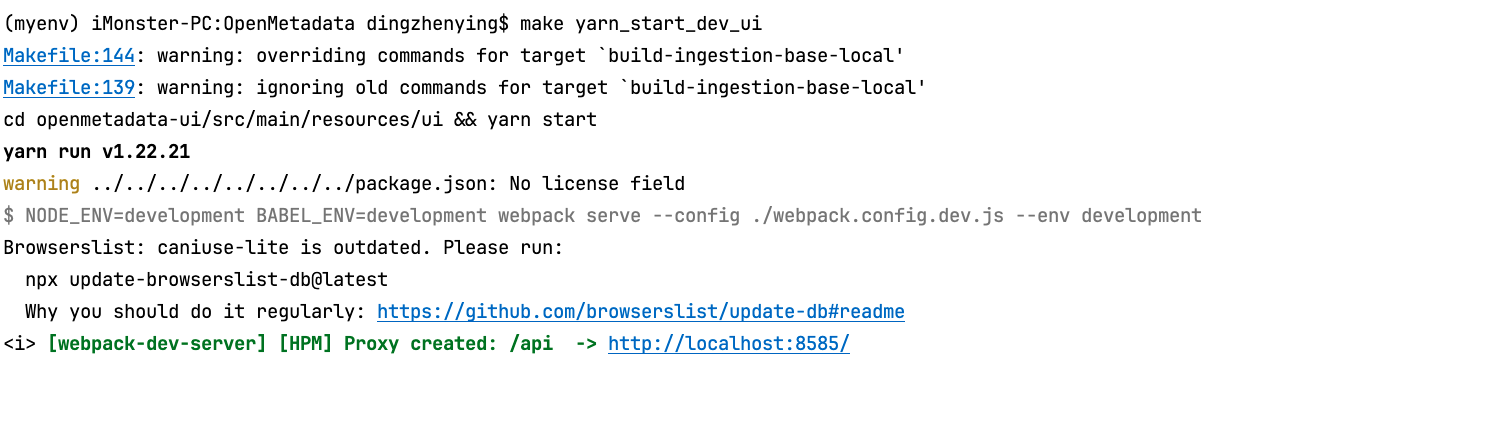 (myenv) iMonster-PC:OpenMetadata dingzhenying$ make yarn_start_dev_ui
Makefile:144: warning: overriding commands for target `build-ingestion-base-local'
Makefile:139: warning: ignoring old commands for target `build-ingestion-base-local'
cd openmetadata-ui/src/main/resources/ui && yarn start
yarn run v1.22.21
warning ../../../../../../../../package.json: No license field
$ NODE_ENV=development BABEL_ENV=development webpack serve --config ./webpack.config.dev.js --env development
Browserslist: caniuse-lite is outdated. Please run:
  npx update-browserslist-db@latest
  Why you should do it regularly: https://github.com/browserslist/update-db#readme
<i> [webpack-dev-server] [HPM] Proxy created: /api  -> http://localhost:8585/